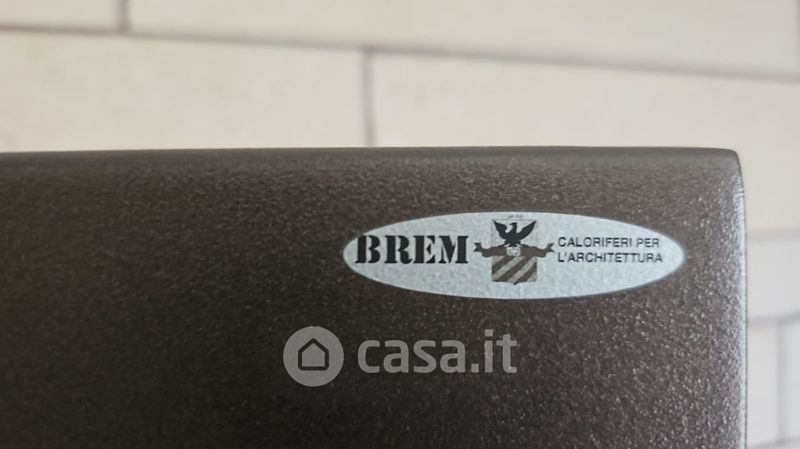 BREM
CALORIFERI PER
L'ARCHITETTURA
casa.it